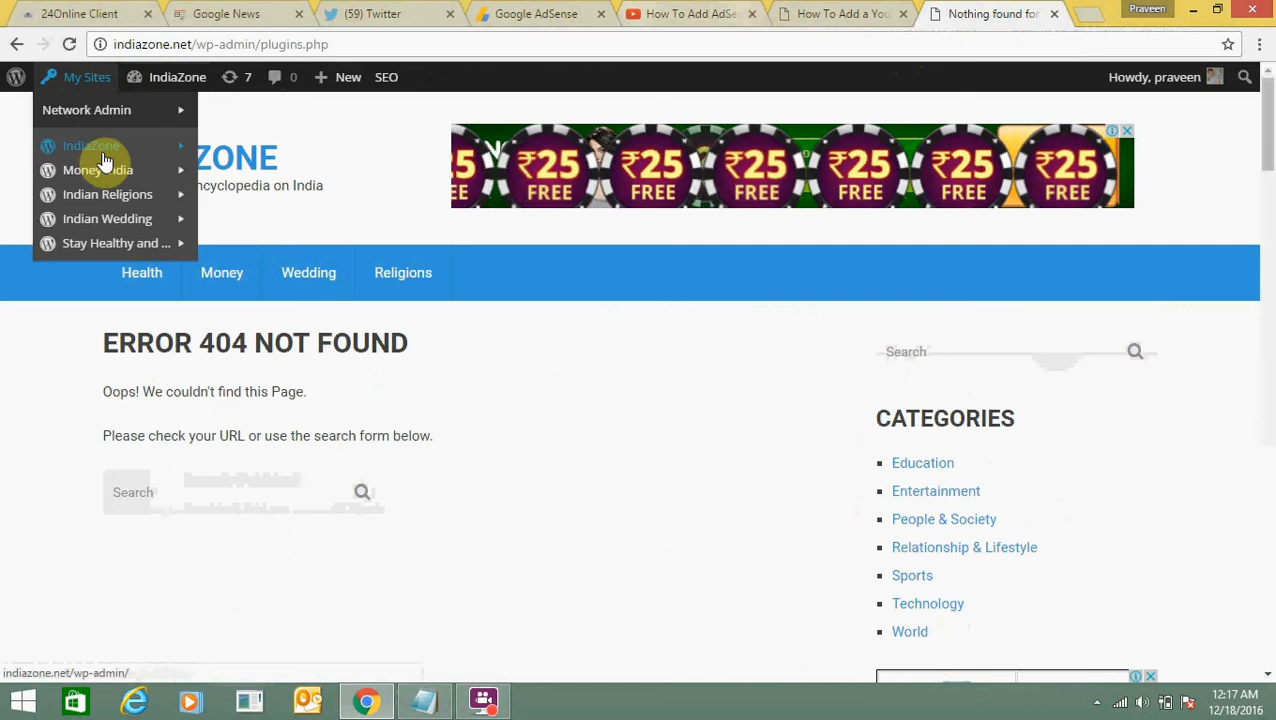 24Online Client
Google News
(59) Twitter
Google AdSense
How To Add AdSe
How To Add a You
Nothing found for
Praveen
indiazone.net/wp-admin/plugins.php
My Sites
IndiaZone
7
0
New
SEO
Howdy, praveen
Network Admin
IndiaZone
Indian Religions
Indian Wedding
Stay Healthy and ...
ZONE
ncyclopedia on India
₹25 FREE
₹25 FREE
₹25 FREE
₹25 FREE
₹25 FREE
₹25 FREE
Health
Money
Wedding
Religions
ERROR 404 NOT FOUND
Oops! We couldn't find this Page.
Please check your URL or use the search form below.
Search
Search
CATEGORIES
Education
Entertainment
People & Society
Relationship & Lifestyle
Sports
Technology
World
indiazone.net/wp-admin/
12:17 AM
12/18/2016